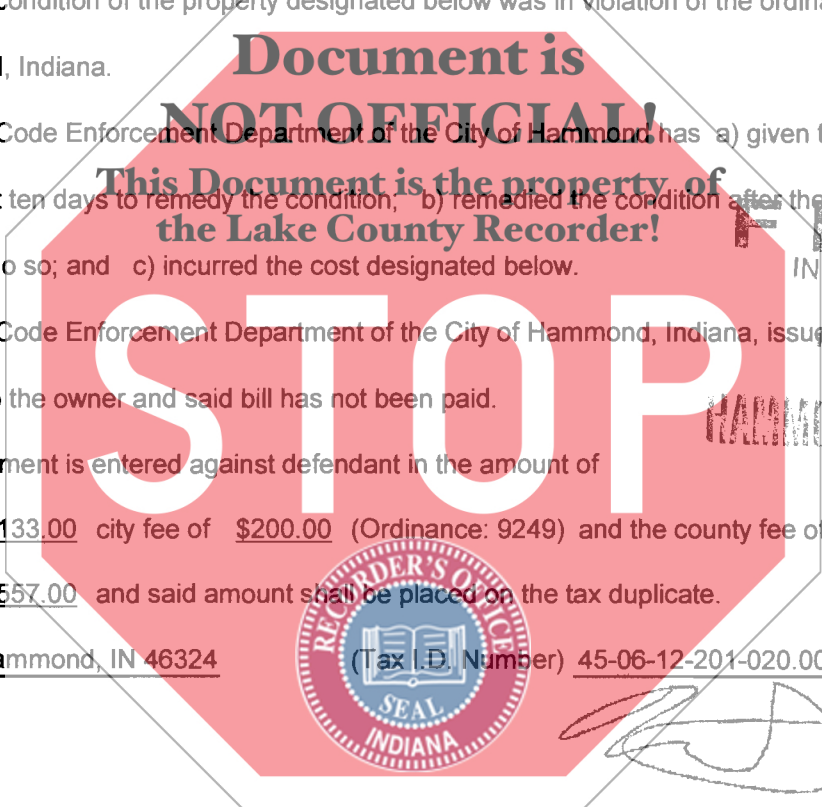 condition of the property designated below was in violation of the ordina
Document is
, Indiana.
NOT OFFICIAL!
Code Enforcement Department of the City of Hammond has a) given t
This Document is the property of
ten days to remedy the condition; b) remedied the condition after the
the Lake County Recorder!
o so; and c) incurred the cost designated below.
IN
STOP
Code Enforcement Department of the City of Hammond, Indiana, issue
the owner and said bill has not been paid.
HAMM
ment is entered against defendant in the amount of
133.00 city fee of $200.00 (Ordinance: 9249) and the county fee of
557.00 and said amount shall be placed on the tax duplicate.
RECORDER'S OFFICE
SEAL
INDIANA
ammond, IN 46324 (Tax I.D. Number) 45-06-12-201-020.00